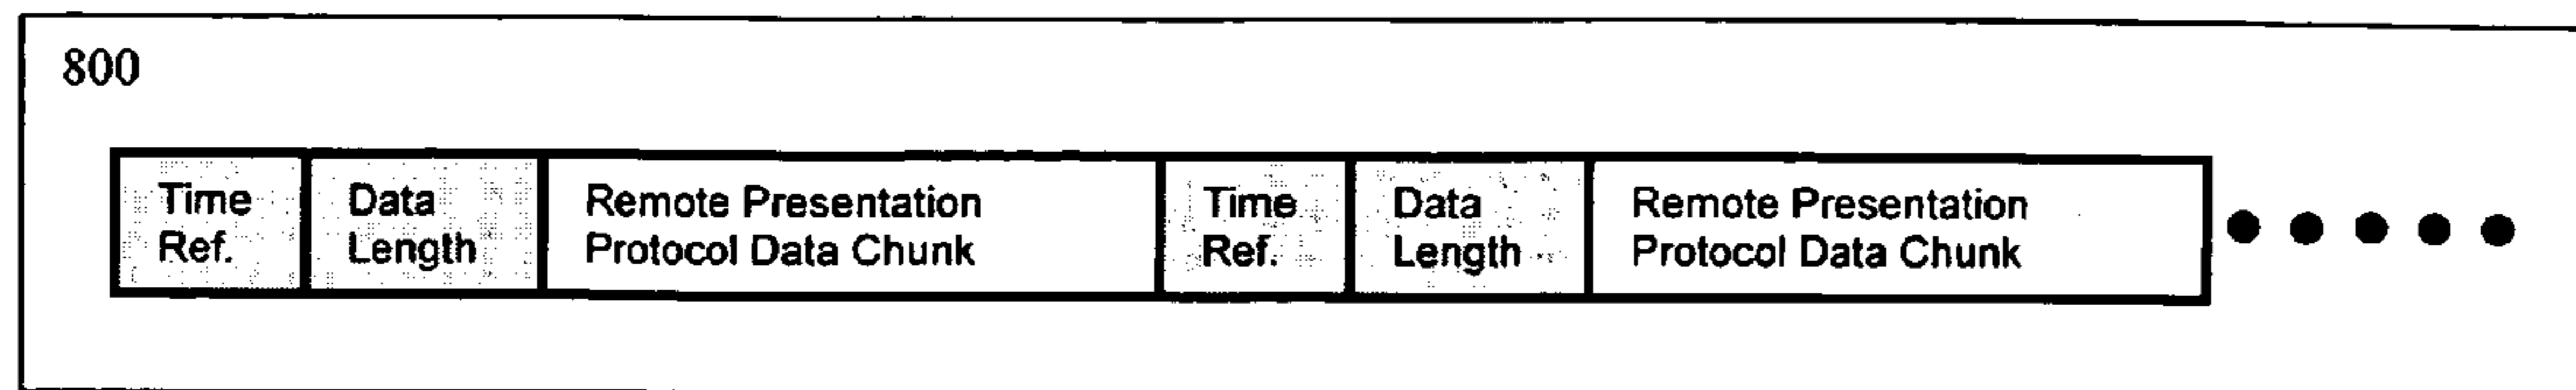 800
Time Ref.
Data Length
Remote Presentation
Protocol Data Chunk
Time Ref.
Data Length
Remote Presentation
Protocol Data Chunk